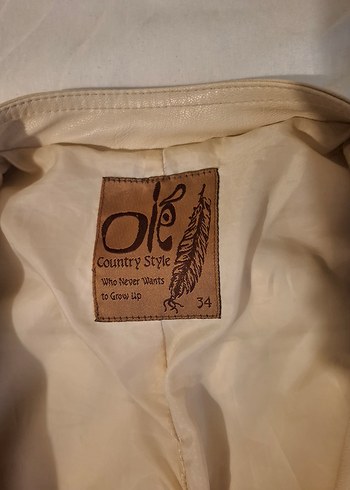 Olé
Country Style
Who Never Wants
to Grow Up
34